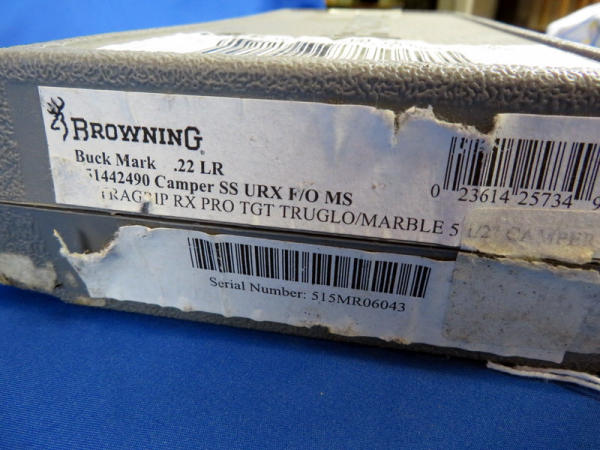 BROWNING
Buck Mark .22 LR
51442490 Camper SS URX F/O MS
TRAGRIP RX PRO TGT TRUGLO/MARBLE 5 1/2" CAMPER
0 23614 25734 9
Serial Number: 515MR06043